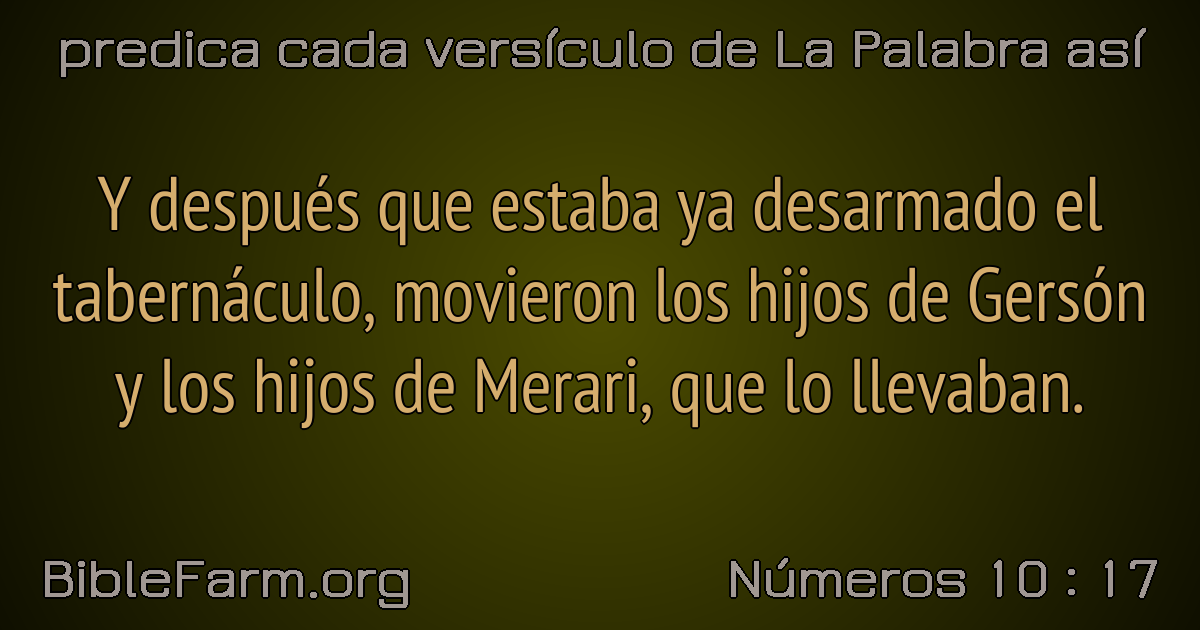 predica cada versículo de La Palabra así
Y después que estaba ya desarmado el
tabernáculo, movieron los hijos de Gersón
y los hijos de Merari, que lo llevaban.
BibleFarm.org
Números 10 : 17